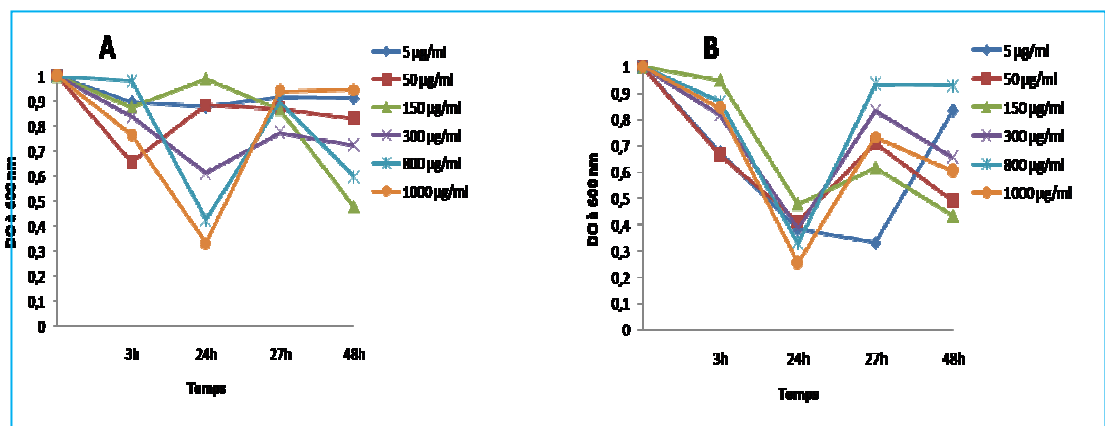 A
1
0,9
0,8
0,7
0,6
0,5
0,4
0,3
0,2
0,1
0
DO à 600 nm
3h
24h
27h
48h
Temps
5 µg/ml
50 µg/ml
150 µg/ml
300 µg/ml
800 µg/ml
1000 µg/ml
B
1
0,9
0,8
0,7
0,6
0,5
0,4
0,3
0,2
0,1
0
DO à 600 nm
3h
24h
27h
48h
Temps
5 µg/ml
50 µg/ml
150 µg/ml
300 µg/ml
800 µg/ml
1000 µg/ml